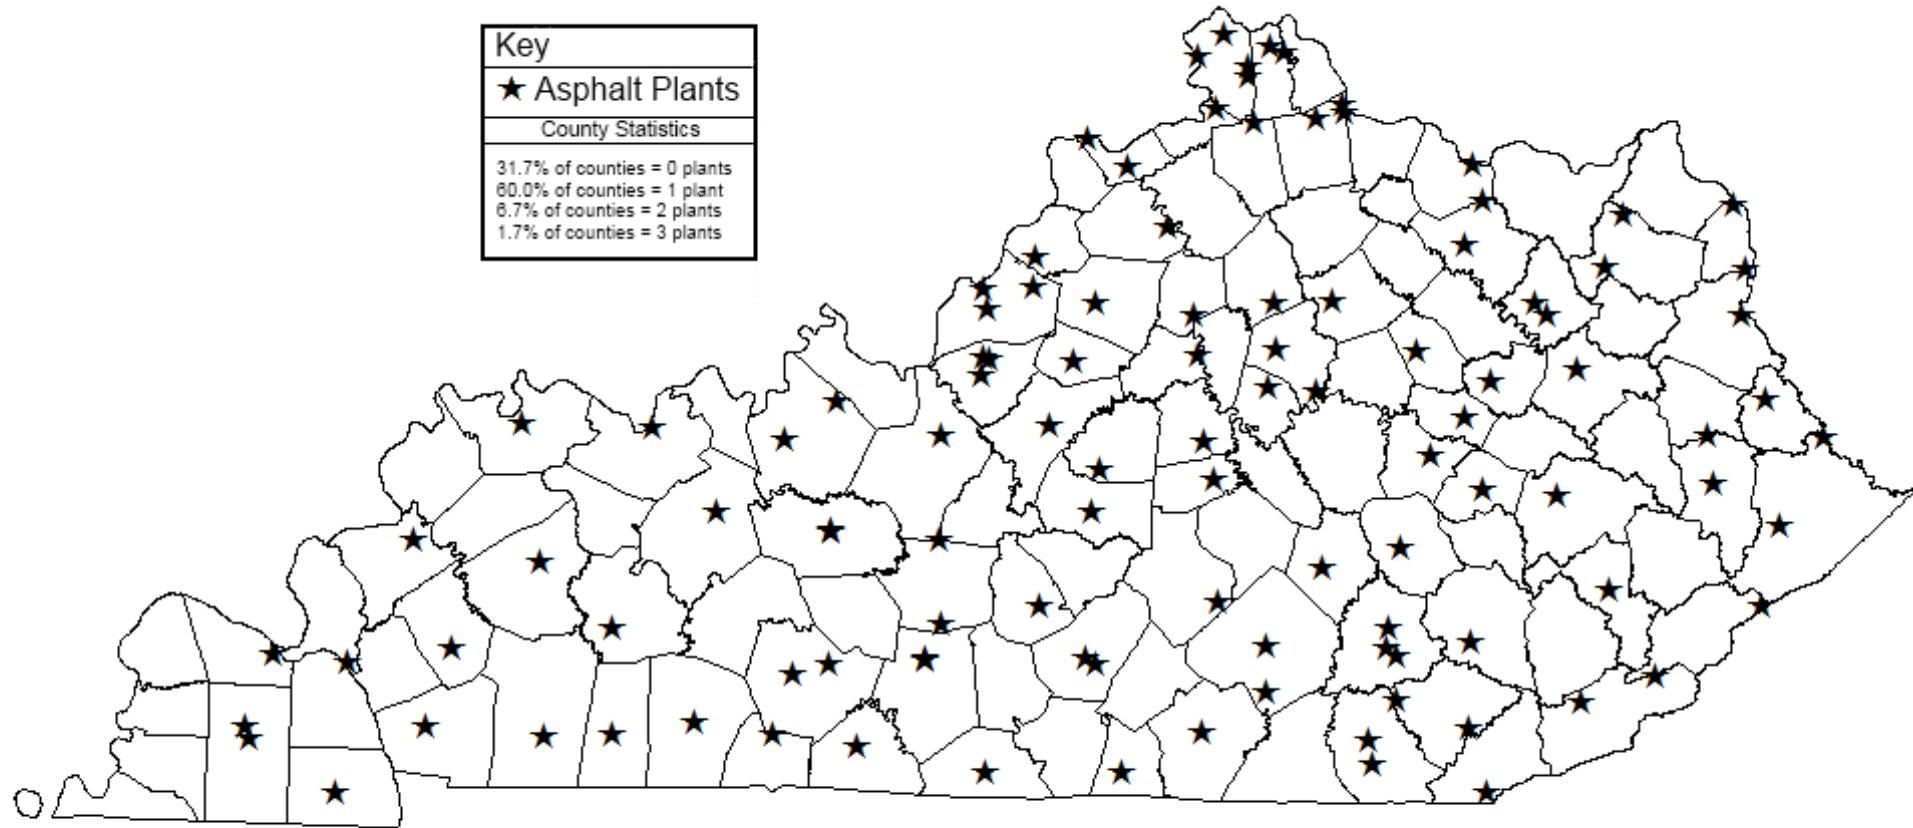 Key
★ Asphalt Plants
County Statistics
31.7% of counties = 0 plants
60.0% of counties = 1 plant
6.7% of counties = 2 plants
1.7% of counties = 3 plants